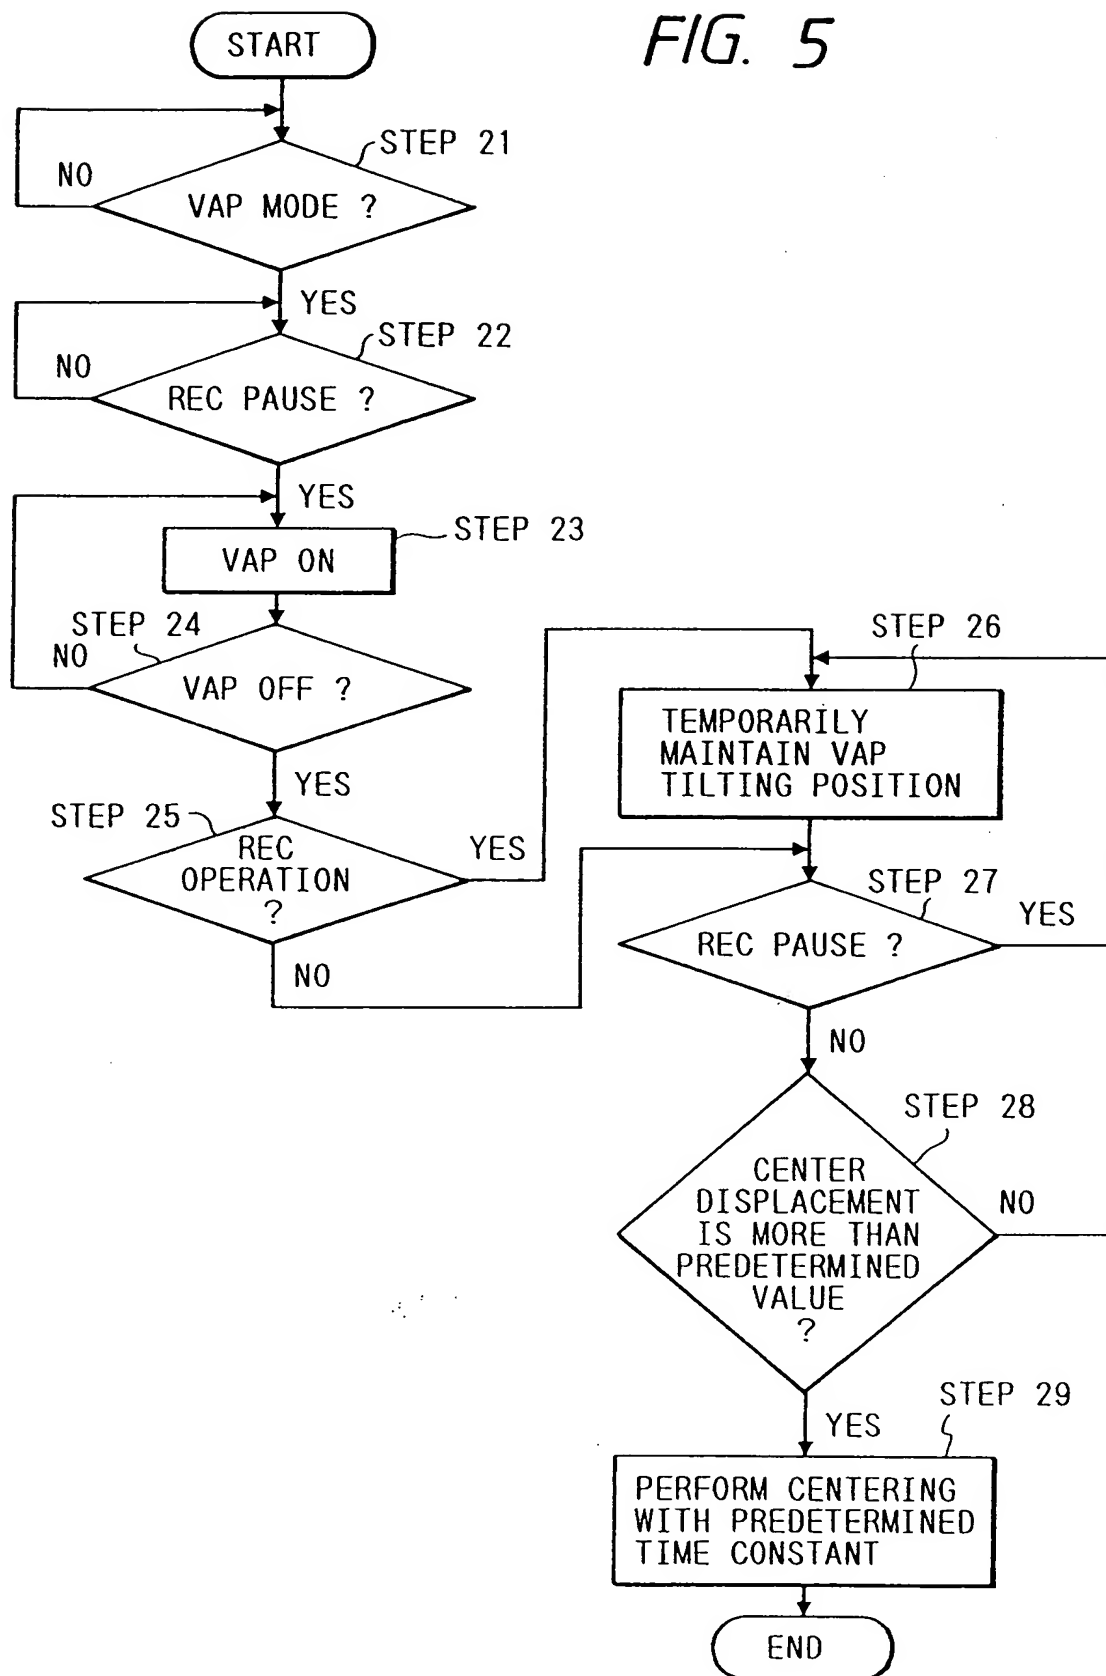 FIG. 5
START
STEP 21
NO
VAP MODE ?
YES
STEP 22
NO
REC PAUSE ?
YES
STEP 23
VAP ON
STEP 24
NO
VAP OFF ?
YES
STEP 25
REC
OPERATION
?
YES
NO
STEP 26
TEMPORARILY
MAINTAIN VAP
TILTING POSITION
STEP 27
YES
REC PAUSE ?
NO
STEP 28
CENTER
DISPLACEMENT
IS MORE THAN
PREDETERMINED
VALUE
?
NO
YES
STEP 29
PERFORM CENTERING
WITH PREDETERMINED
TIME CONSTANT
END